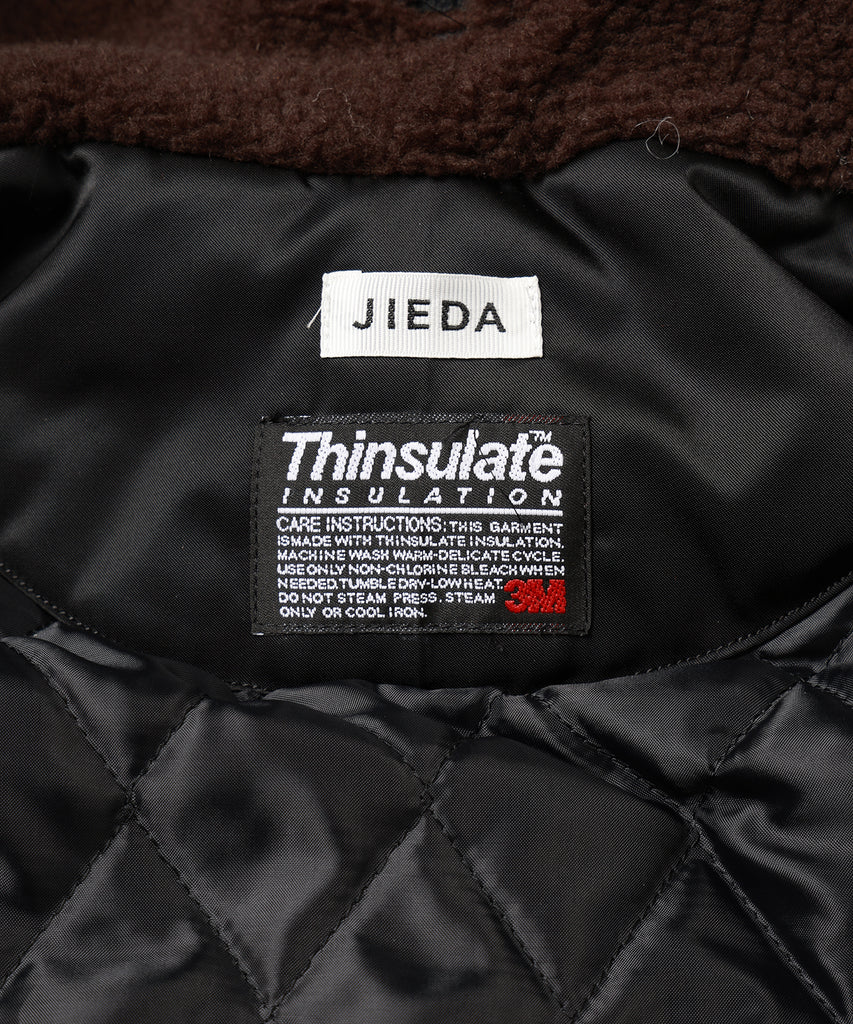 JIEDA
Thinsulate™
INSULATION
CARE INSTRUCTIONS: THIS GARMENT
IS MADE WITH THINSULATE INSULATION.
MACHINE WASH WARM-DELICATE CYCLE.
USE ONLY NON-CHLORINE BLEACH WHEN
NEEDED. TUMBLE DRY-LOW HEAT.
DO NOT STEAM PRESS. STEAM
ONLY OR COOL IRON.
3M